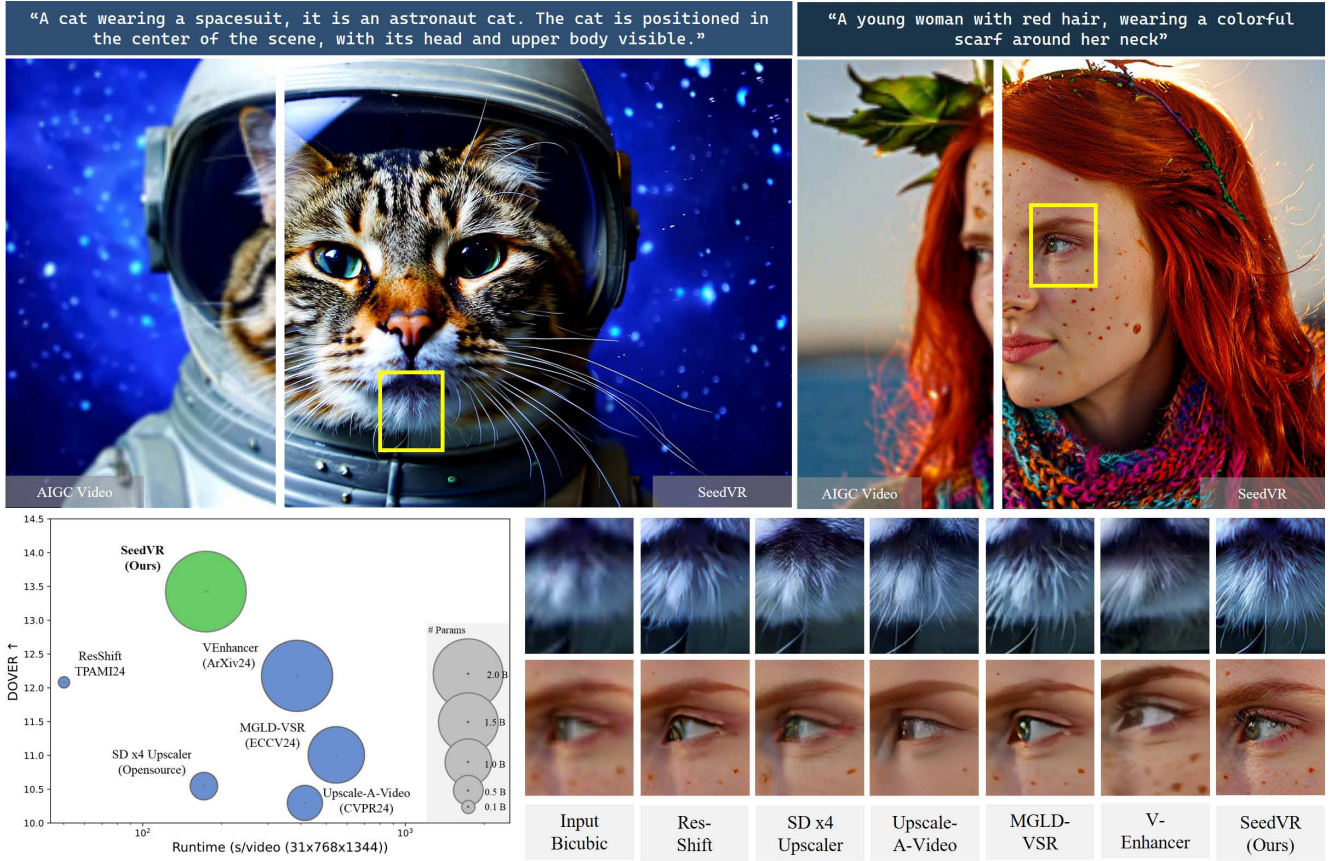 “A cat wearing a spacesuit, it is an astronaut cat. The cat is positioned in
the center of the scene, with its head and upper body visible.”
“A young woman with red hair, wearing a colorful
scarf around her neck”
AIGC Video
SeedVR
AIGC Video
SeedVR
14.5
14.0
13.5
13.0
12.5
12.0
11.5
11.0
10.5
10.0
DOVER ↑
SeedVR
(Ours)
ResShift
TPAMI24
VEnhancer
(ArXiv24)
MGLD-VSR
(ECCV24)
SD x4 Upscaler
(Opensource)
Upscale-A-Video
(CVPR24)
# Params
2.0 B
1.5 B
1.0 B
0.5 B
0.1 B
10²
10³
Runtime (s/video (31x768x1344))
Input
Bicubic
Res-
Shift
SD x4
Upscaler
Upscale-
A-Video
MGLD-
VSR
V-
Enhancer
SeedVR
(Ours)